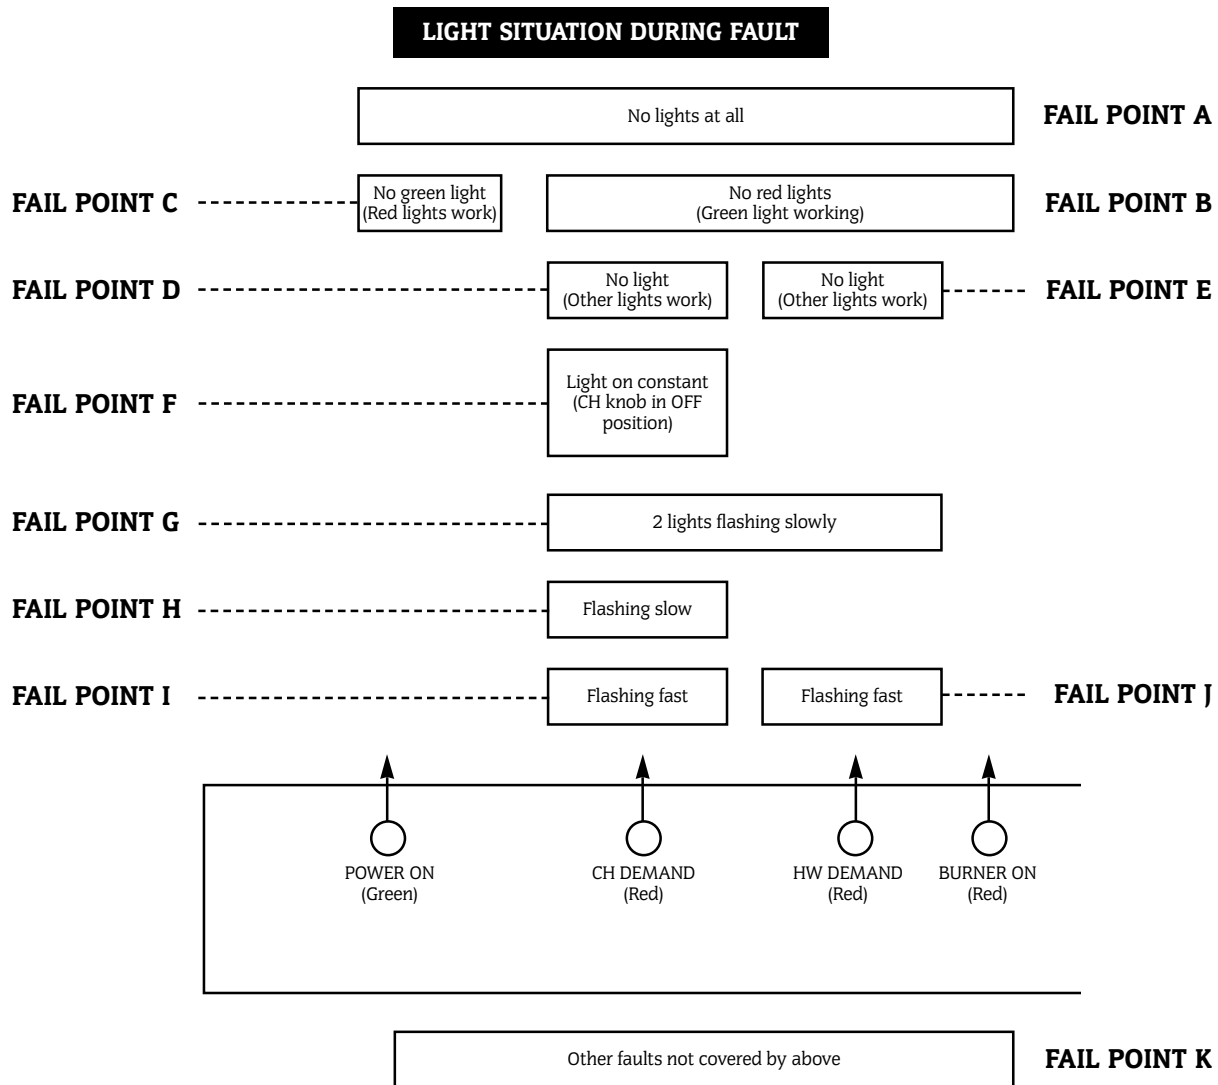 LIGHT SITUATION DURING FAULT
No lights at all
FAIL POINT A
FAIL POINT C
No green light
(Red lights work)
No red lights
(Green light working)
FAIL POINT B
FAIL POINT D
No light
(Other lights work)
No light
(Other lights work)
FAIL POINT E
FAIL POINT F
Light on constant
(CH knob in OFF
position)
FAIL POINT G
2 lights flashing slowly
FAIL POINT H
Flashing slow
FAIL POINT I
Flashing fast
Flashing fast
FAIL POINT J
POWER ON
(Green)
CH DEMAND
(Red)
HW DEMAND
(Red)
BURNER ON
(Red)
Other faults not covered by above
FAIL POINT K